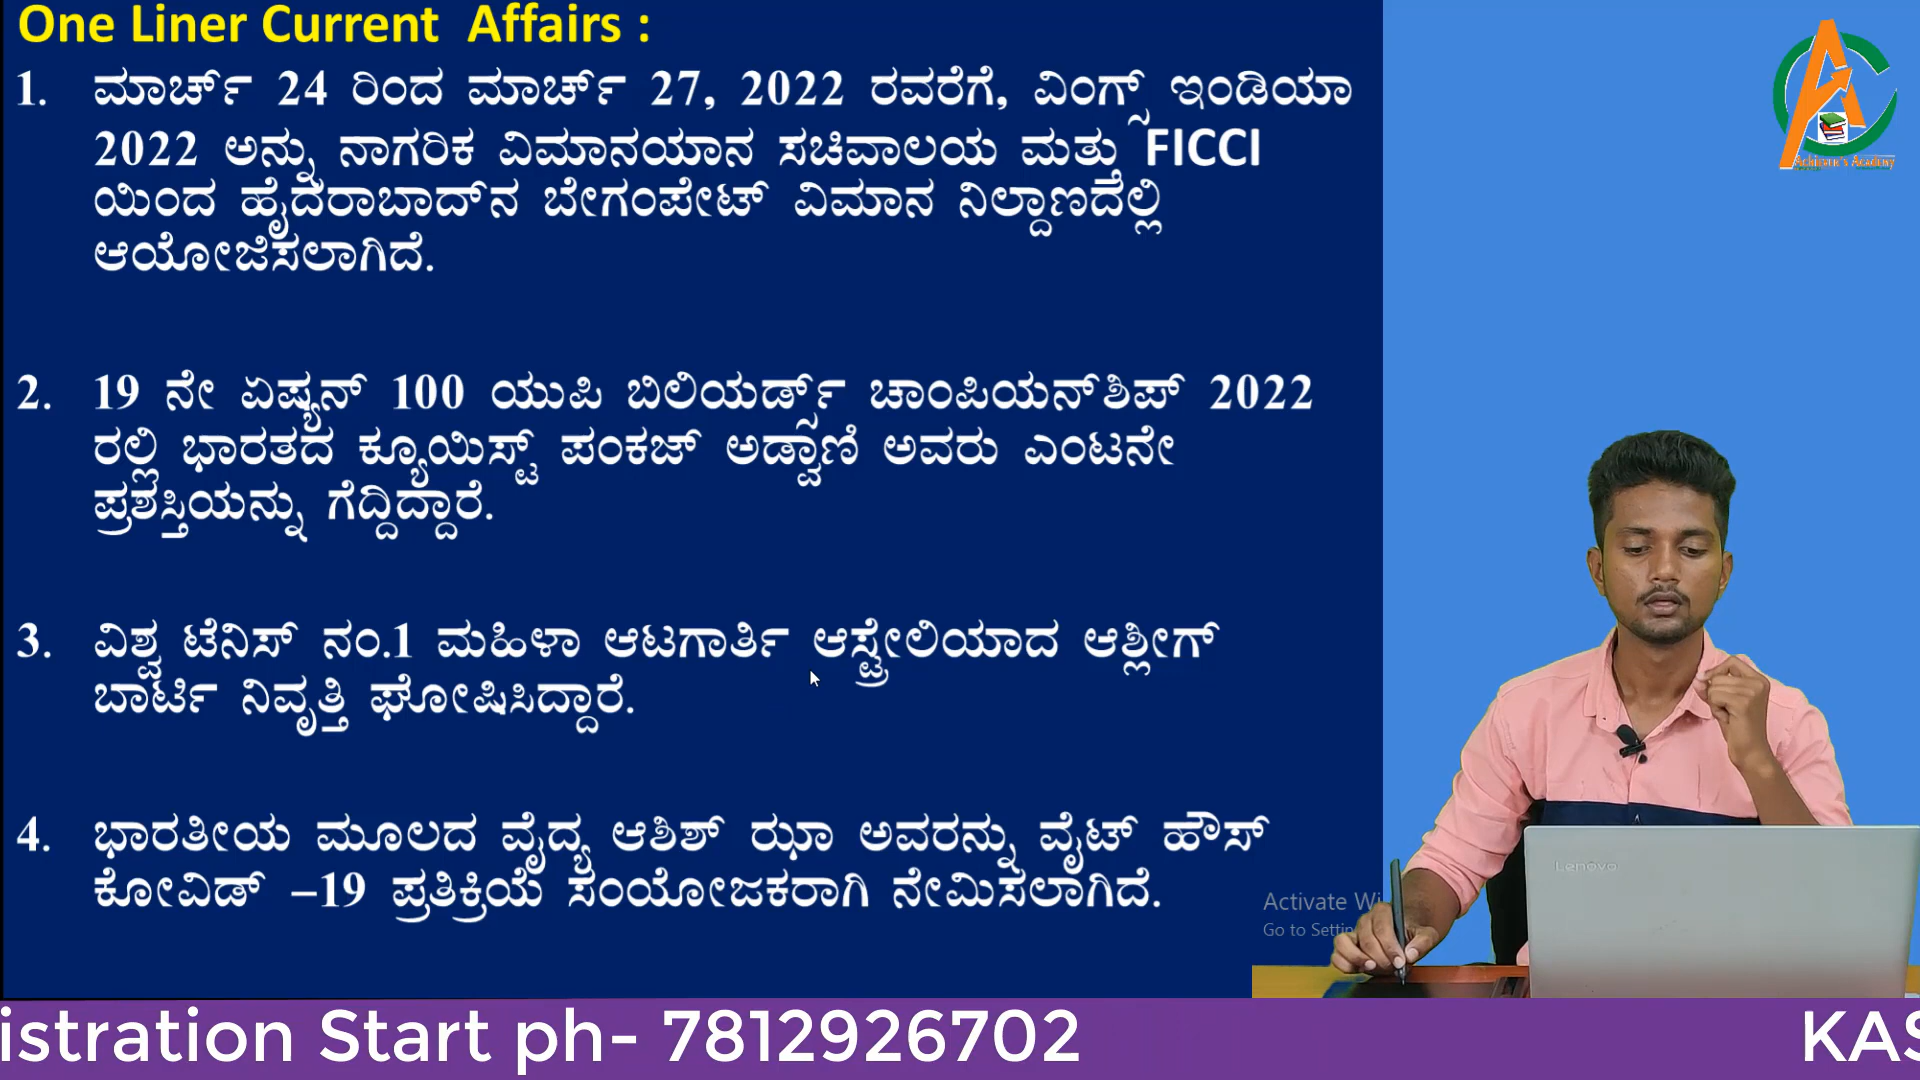 One Liner Current Affairs :
1. ಮಾರ್ಚ್ 24 ರಿಂದ ಮಾರ್ಚ್ 27, 2022 ರವರೆಗೆ, ವಿಂಗ್ಸ್ ಇಂಡಿಯಾ
2022 ಅನ್ನು ನಾಗರಿಕ ವಿಮಾನಯಾನ ಸಚಿವಾಲಯ ಮತ್ತು FICCI
ಯಿಂದ ಹೈದರಾಬಾದ್‌ನ ಬೇಗಂಪೇಟ್ ವಿಮಾನ ನಿಲ್ದಾಣದಲ್ಲಿ
ಆಯೋಜಿಸಲಾಗಿದೆ.
2. 19 ನೇ ಏಷ್ಯನ್ 100 ಯುಪಿ ಬಿಲಿಯರ್ಡ್ಸ್ ಚಾಂಪಿಯನ್‌ಶಿಪ್ 2022
ರಲ್ಲಿ ಭಾರತದ ಕ್ಯೂಯಿಸ್ಟ್ ಪಂಕಜ್ ಅಡ್ವಾಣಿ ಅವರು ಎಂಟನೇ
ಪ್ರಶಸ್ತಿಯನ್ನು ಗೆದ್ದಿದ್ದಾರೆ.
3. ವಿಶ್ವ ಟೆನಿಸ್ ನಂ.1 ಮಹಿಳಾ ಆಟಗಾರ್ತಿ ಆಸ್ಟ್ರೇಲಿಯಾದ ಆಶ್ಲೀಗ್
ಬಾರ್ಟಿ ನಿವೃತ್ತಿ ಘೋಷಿಸಿದ್ದಾರೆ.
4. ಭಾರತೀಯ ಮೂಲದ ವೈದ್ಯ ಆಶಿಶ್ ಝಾ ಅವರನ್ನು ವೈಟ್ ಹೌಸ್
ಕೋವಿಡ್ –19 ಪ್ರತಿಕ್ರಿಯೆ ಸಂಯೋಜಕರಾಗಿ ನೇಮಿಸಲಾಗಿದೆ.
Achiever's Academy
Lenovo
Activate Wi
Go to Settin
istration Start ph- 7812926702
KAS